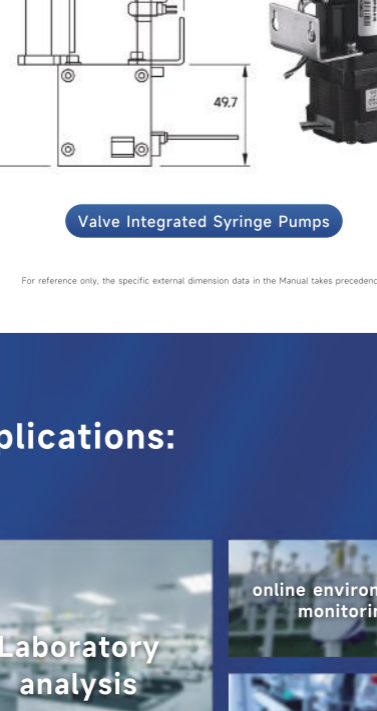 49.7
Valve Integrated Syringe Pumps
For reference only, the specific external dimension data in the Manual takes precedenc
plications:
online environ
monitorin
Laboratory
analysis